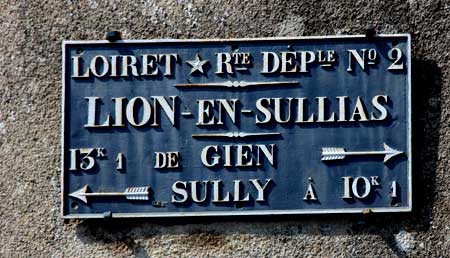 LOIRET ★ Rte DÉPle No 2
LION-EN-SULLIAS
13K 1 DE GIEN
SULLY À 10K 1